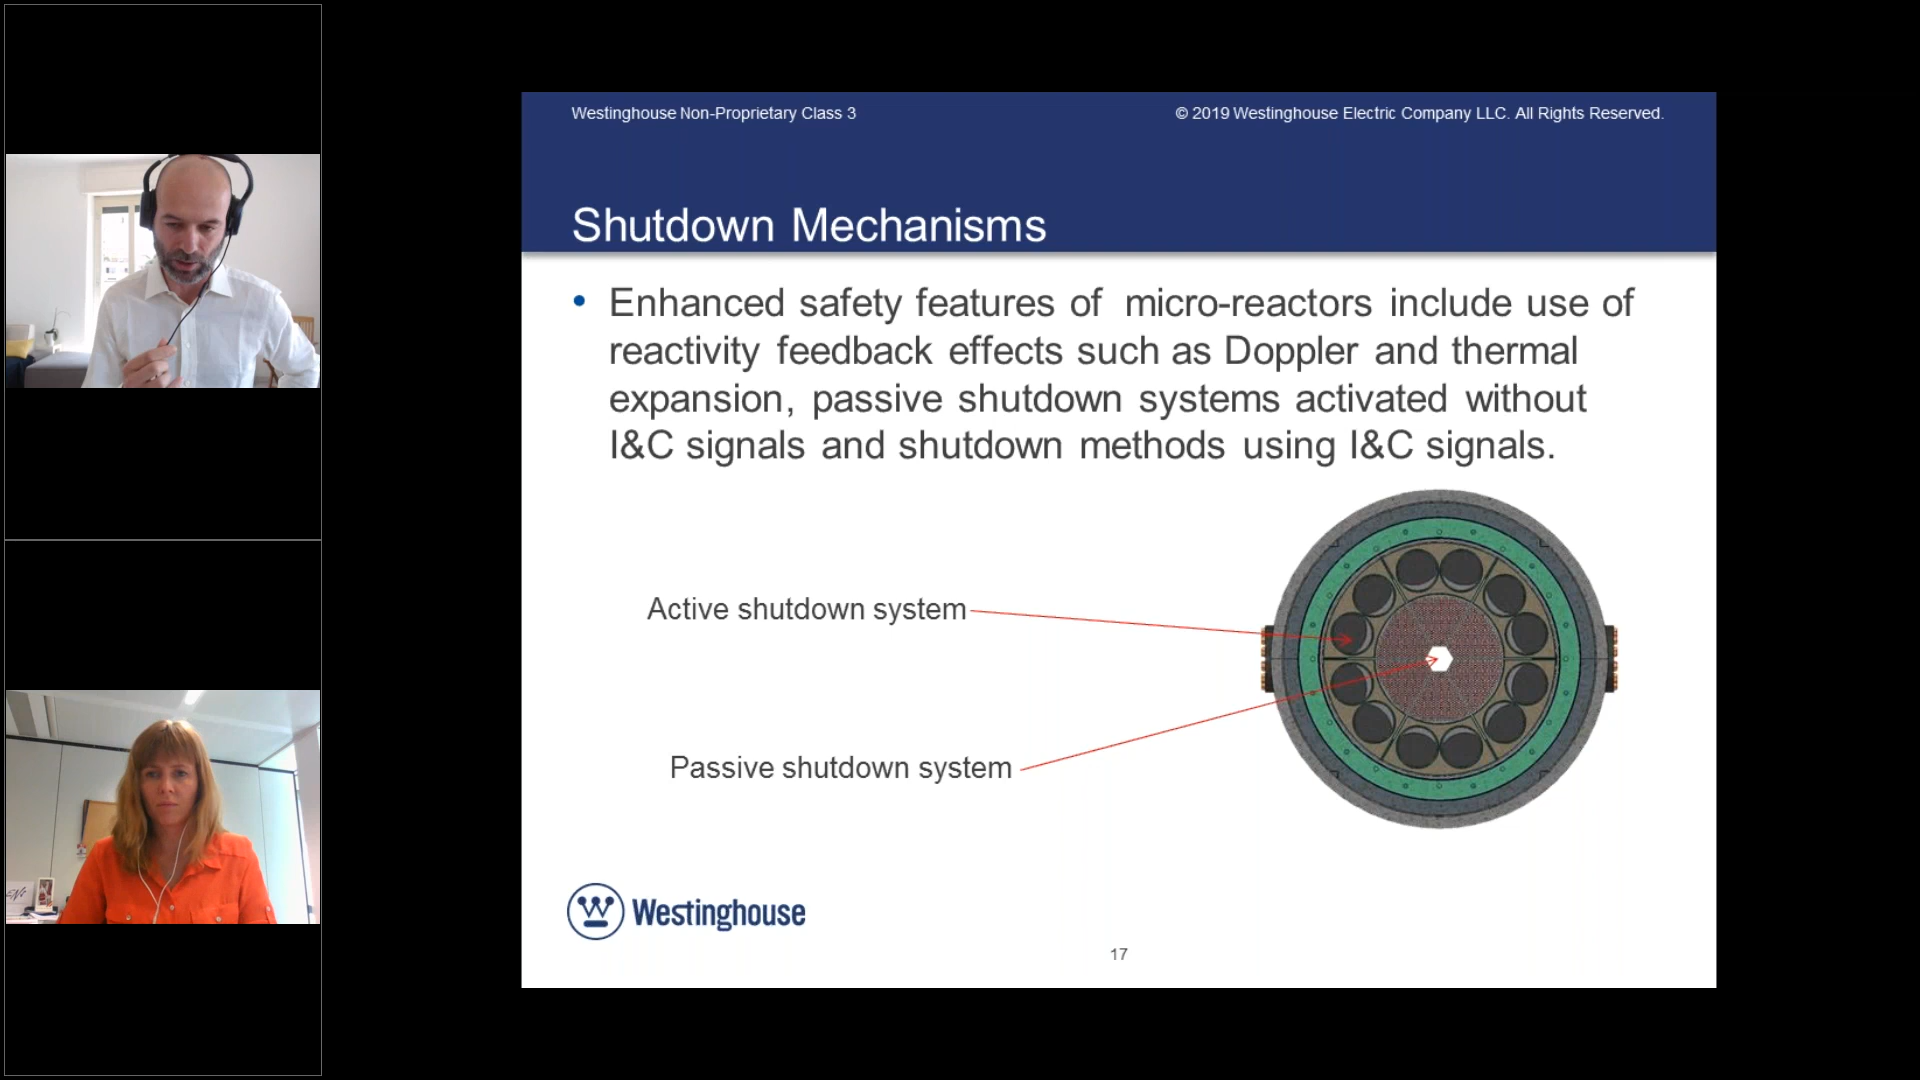 Westinghouse Non-Proprietary Class 3
© 2019 Westinghouse Electric Company LLC. All Rights Reserved.
Shutdown Mechanisms
• Enhanced safety features of micro-reactors include use of
reactivity feedback effects such as Doppler and thermal
expansion, passive shutdown systems activated without
I&C signals and shutdown methods using I&C signals.
Active shutdown system
Passive shutdown system
Westinghouse
17